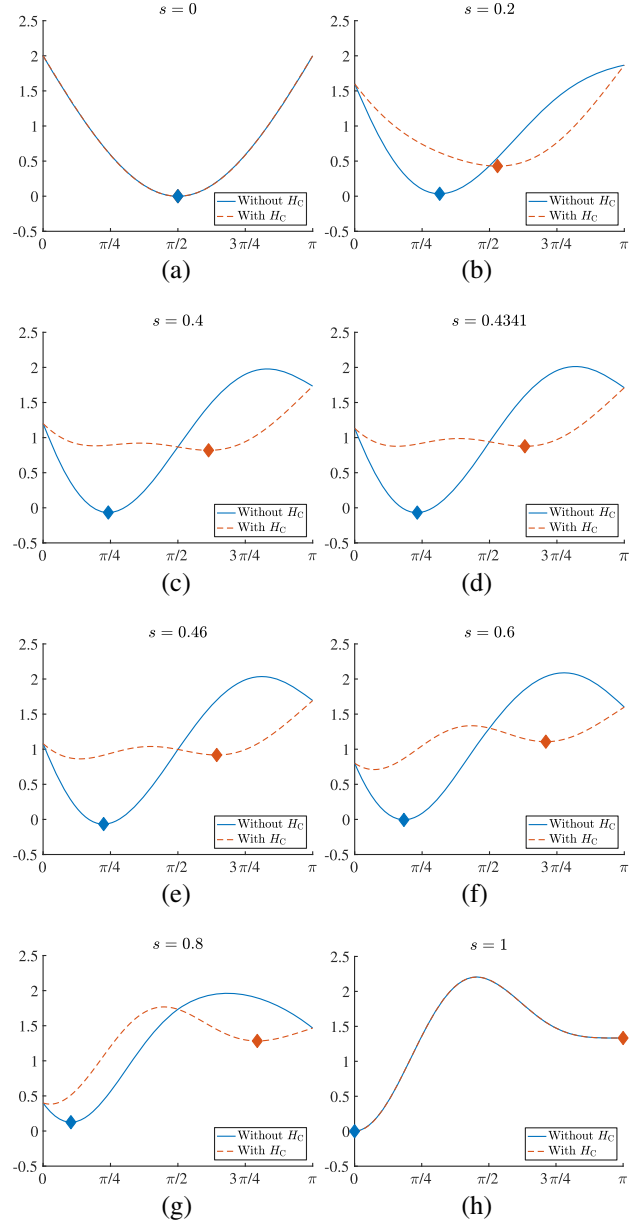 s = 0
2.5
2
1.5
1
0.5
0
-0.5
0 π/4 π/2 3π/4 π
Without H_C
With H_C
(a)
s = 0.2
2.5
2
1.5
1
0.5
0
-0.5
0 π/4 π/2 3π/4 π
Without H_C
With H_C
(b)
s = 0.4
2.5
2
1.5
1
0.5
0
-0.5
0 π/4 π/2 3π/4 π
Without H_C
With H_C
(c)
s = 0.4341
2.5
2
1.5
1
0.5
0
-0.5
0 π/4 π/2 3π/4 π
Without H_C
With H_C
(d)
s = 0.46
2.5
2
1.5
1
0.5
0
-0.5
0 π/4 π/2 3π/4 π
Without H_C
With H_C
(e)
s = 0.6
2.5
2
1.5
1
0.5
0
-0.5
0 π/4 π/2 3π/4 π
Without H_C
With H_C
(f)
s = 0.8
2.5
2
1.5
1
0.5
0
-0.5
0 π/4 π/2 3π/4 π
Without H_C
With H_C
(g)
s = 1
2.5
2
1.5
1
0.5
0
-0.5
0 π/4 π/2 3π/4 π
Without H_C
With H_C
(h)